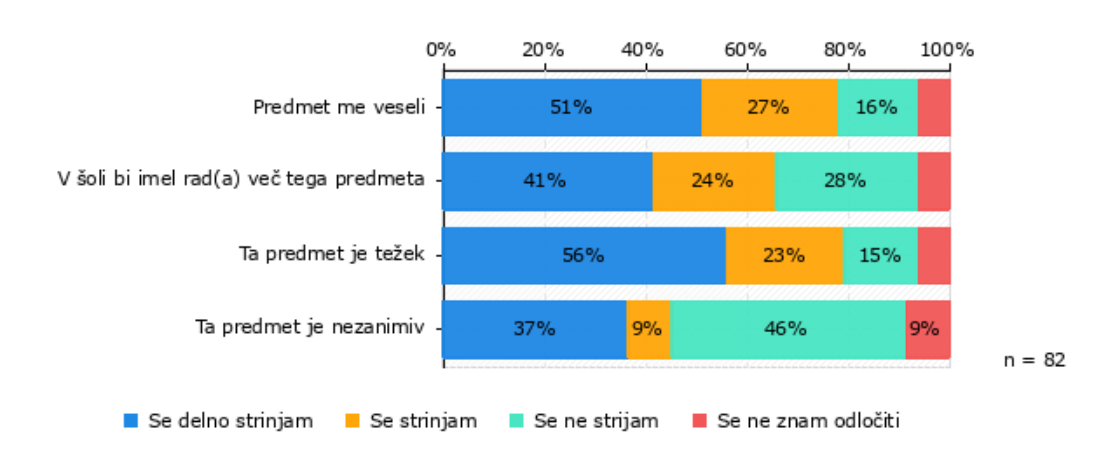 0% 20% 40% 60% 80% 100%
Predmet me veseli 51% 27% 16%
V šoli bi imel rad(a) več tega predmeta 41% 24% 28%
Ta predmet je težek 56% 23% 15%
Ta predmet je nezanimiv 37% 9% 46% 9%
n = 82
Se delno strinjam Se strinjam Se ne strijam Se ne znam odločiti